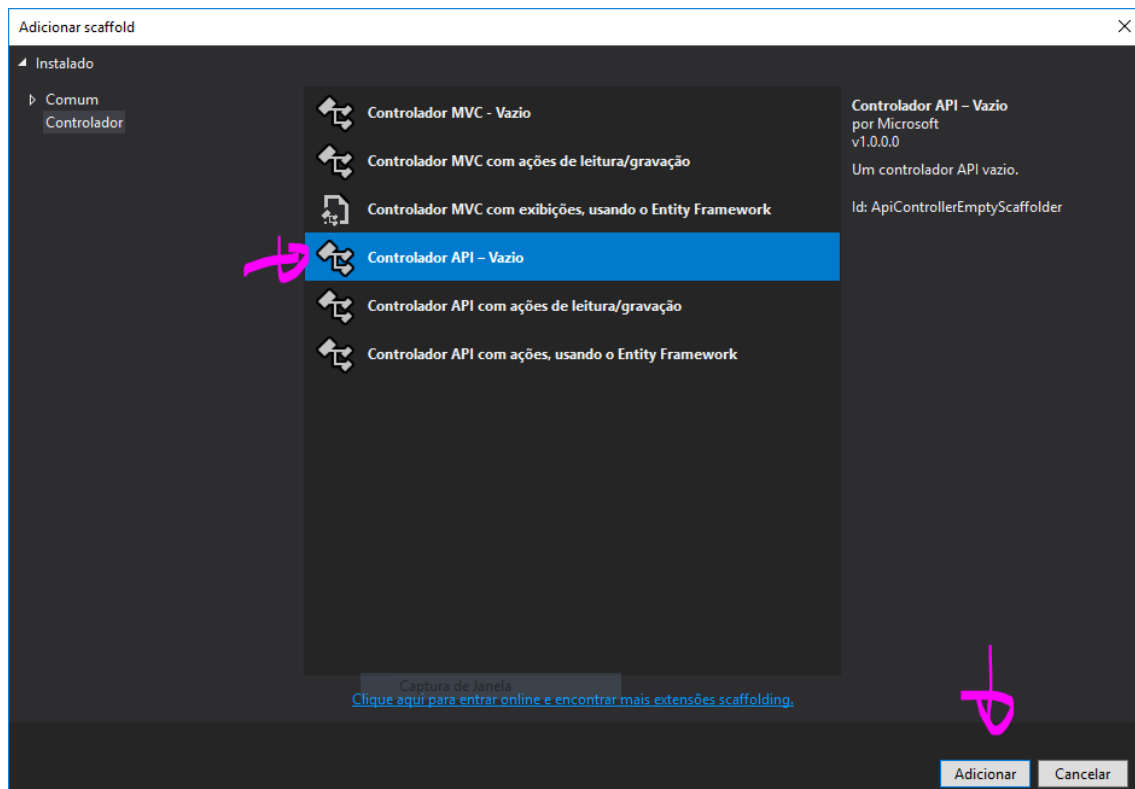 Adicionar scaffold
Instalado
Comum
Controlador
Controlador MVC - Vazio
Controlador MVC com ações de leitura/gravação
Controlador MVC com exibições, usando o Entity Framework
Controlador API – Vazio
Controlador API com ações de leitura/gravação
Controlador API com ações, usando o Entity Framework
Controlador API – Vazio
por Microsoft
v1.0.0.0
Um controlador API vazio.
Id: ApiControllerEmptyScaffolder
Captura de Janela
Clique aqui para entrar online e encontrar mais extensões scaffolding.
Adicionar
Cancelar